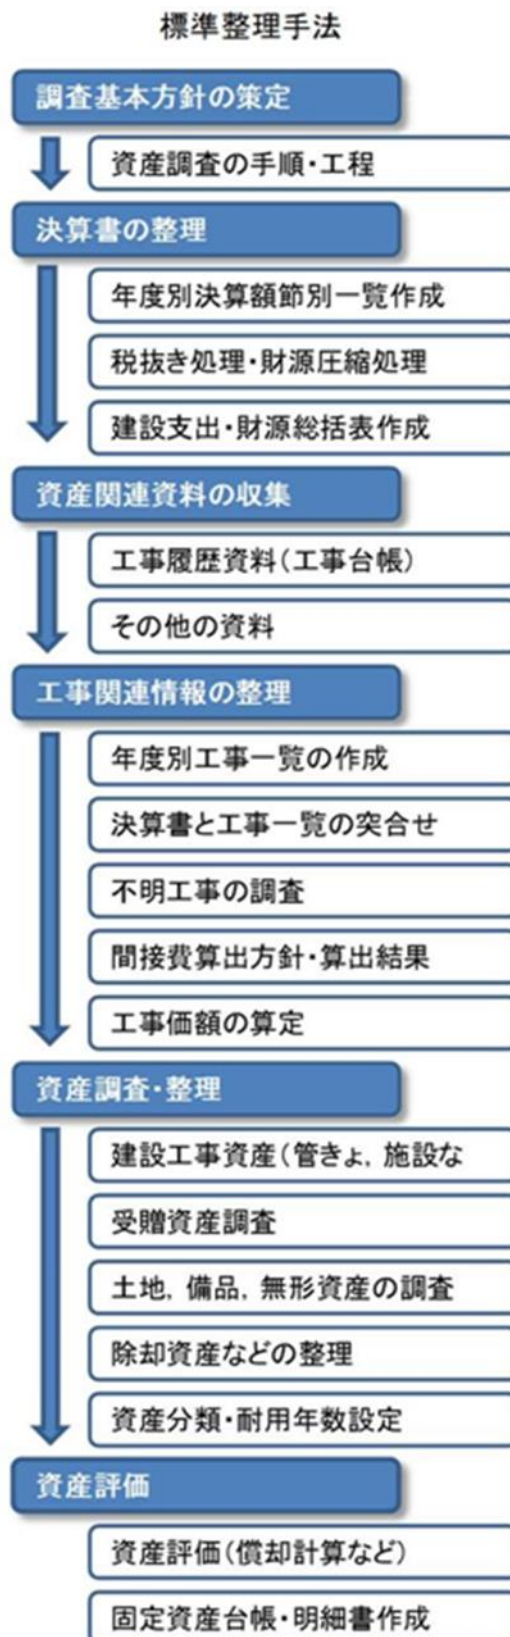 標準整理手法
調査基本方針の策定
資産調査の手順・工程
決算書の整理
年度別決算額節別一覧作成
税抜き処理・財源圧縮処理
建設支出・財源総括表作成
資産関連資料の収集
工事履歴資料(工事台帳)
その他の資料
工事関連情報の整理
年度別工事一覧の作成
決算書と工事一覧の突合せ
不明工事の調査
間接費算出方針・算出結果
工事価額の算定
資産調査・整理
建設工事資産(管きょ, 施設な
受贈資産調査
土地, 備品, 無形資産の調査
除却資産などの整理
資産分類・耐用年数設定
資産評価
資産評価(償却計算など)
固定資産台帳・明細書作成